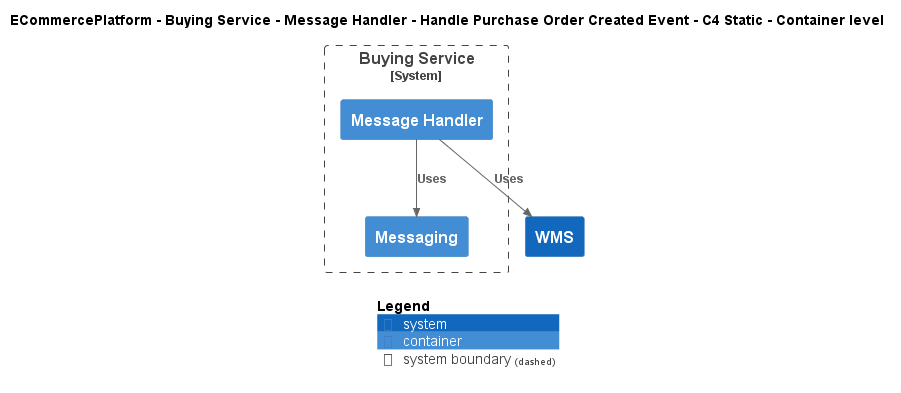 ECommercePlatform - Buying Service - Message Handler - Handle Purchase Order Created Event - C4 Static - Container level
Buying Service
[System]
Message Handler
Uses
Uses
Messaging
WMS
Legend
system
container
system boundary (dashed)